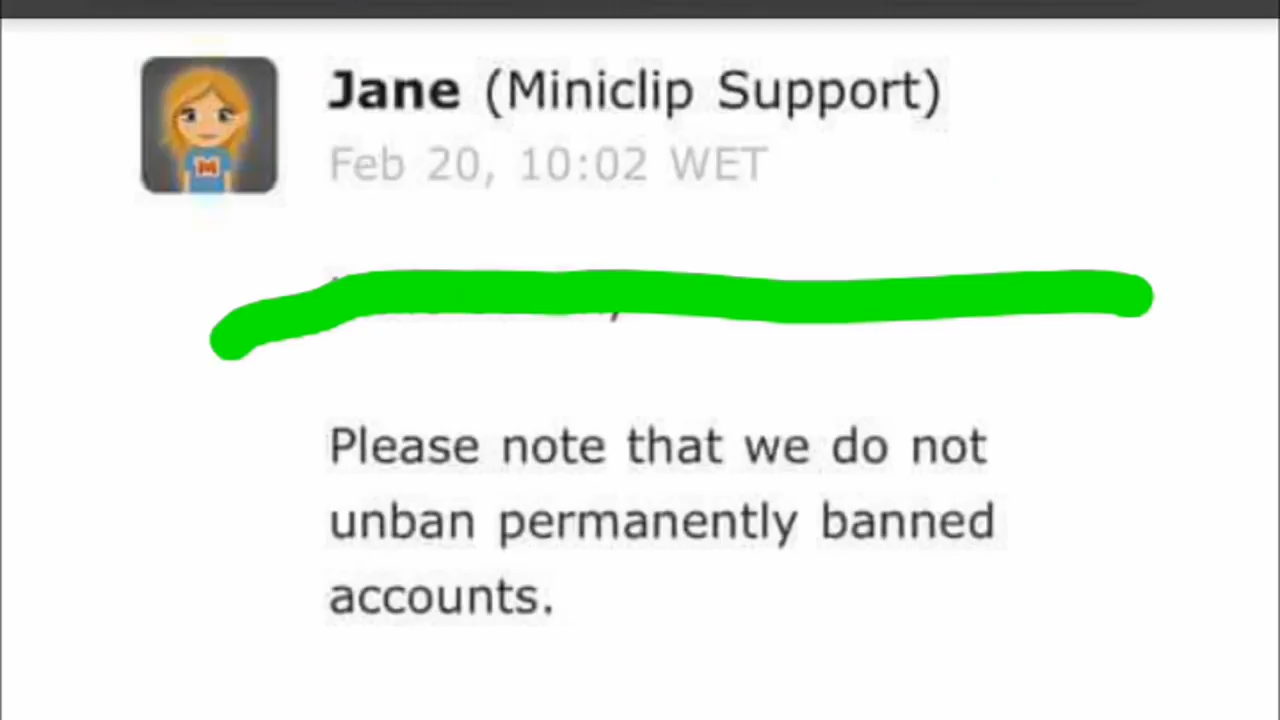 Jane (Miniclip Support)
Feb 20, 10:02 WET
Please note that we do not
unban permanently banned
accounts.